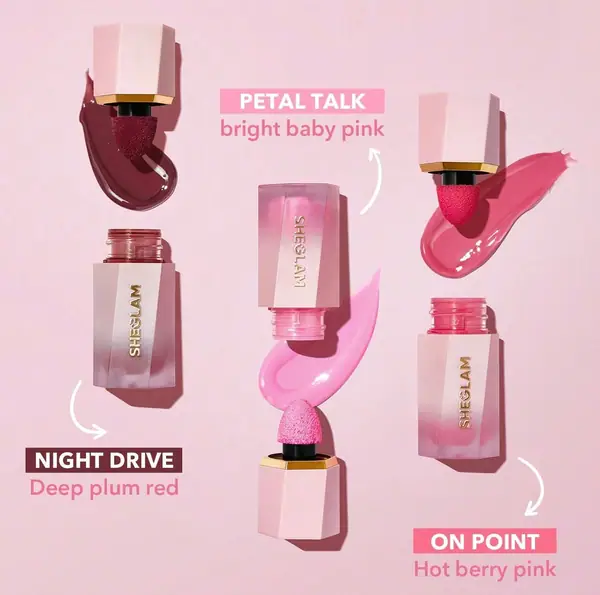 PETAL TALK
bright baby pink
SHEGLAM
SHEGLAM
SHEGLAM
NIGHT DRIVE
Deep plum red
ON POINT
Hot berry pink